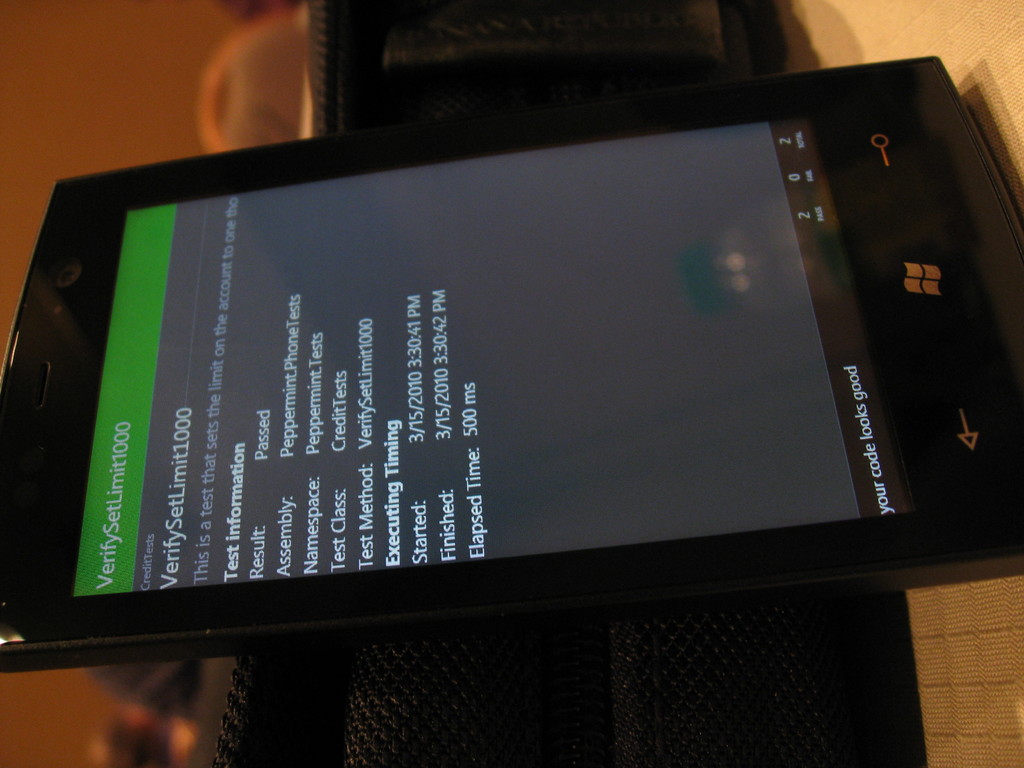 VerifySetLimit1000
CreditTests
VerifySetLimit1000
This is a test that sets the limit on the account to one tho
Test information
Result: Passed
Assembly: Peppermint.PhoneTests
Namespace: Peppermint.Tests
Test Class: CreditTests
Test Method: VerifySetLimit1000
Executing Timing
Started: 3/15/2010 3:30:41 PM
Finished: 3/15/2010 3:30:42 PM
Elapsed Time: 500 ms
your code looks good
2 0 2
PASS FAIL TOTAL